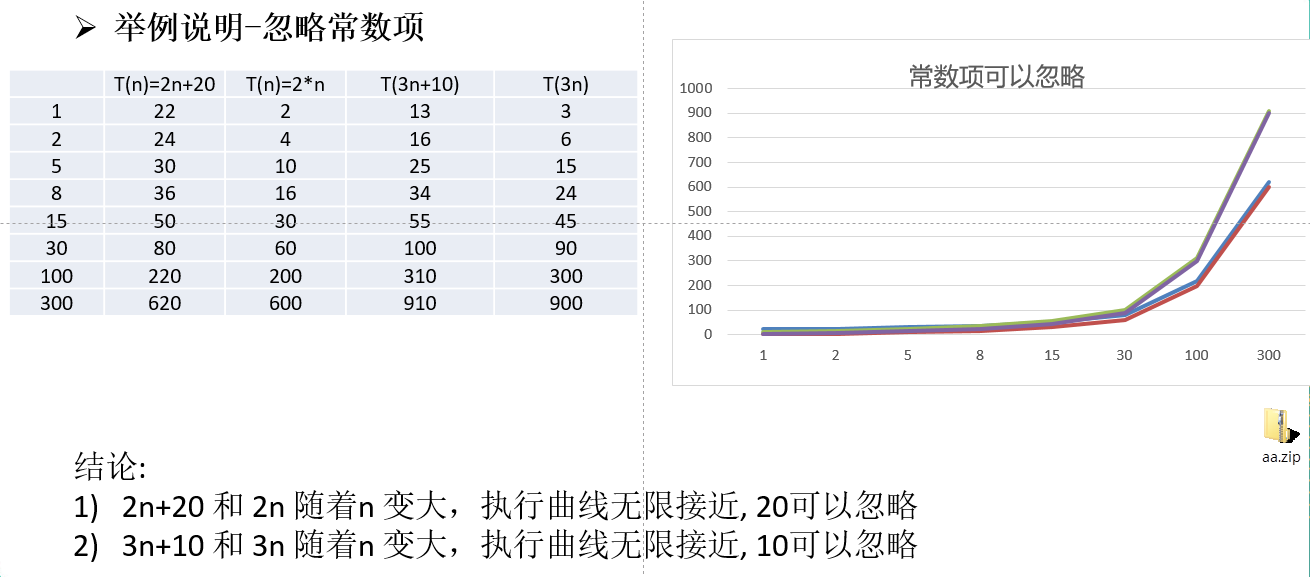 举例说明-忽略常数项
T(n)=2n+20 T(n)=2*n T(3n+10) T(3n)
1 22 2 13 3
2 24 4 16 6
5 30 10 25 15
8 36 16 34 24
15 50 30 55 45
30 80 60 100 90
100 220 200 310 300
300 620 600 910 900
常数项可以忽略
1000
900
800
700
600
500
400
300
200
100
0
1 2 5 8 15 30 100 300
aa.zip
结论:
1) 2n+20 和 2n 随着n 变大，执行曲线无限接近, 20可以忽略
2) 3n+10 和 3n 随着n 变大，执行曲线无限接近, 10可以忽略